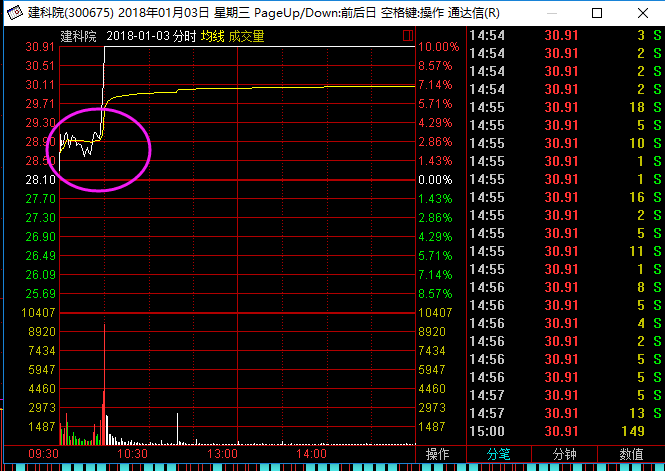 建科院(300675) 2018年01月03日 星期三 PageUp/Down:前后日 空格键:操作 通达信(R)
建科院 2018-01-03 分时 均线 成交量
30.91 10.00%
30.51 8.57%
30.11 7.14%
29.71 5.71%
29.30 4.29%
28.90 2.86%
28.50 1.43%
28.10 0.00%
27.70 1.43%
27.30 2.86%
26.90 4.29%
26.49 5.71%
26.09 7.14%
25.69 8.57%
10407 10407
8920 8920
7434 7434
5947 5947
4460 4460
2973 2973
1487 1487
09:30 10:30 13:00 14:00 操作
14:54 30.91 3 S
14:54 30.91 2 S
14:54 30.91 2 S
14:54 30.91 2 S
14:55 30.91 18 S
14:55 30.91 5 S
14:55 30.91 10 S
14:55 30.91 1 S
14:55 30.91 1 S
14:55 30.91 16 S
14:55 30.91 2 S
14:55 30.91 5 S
14:55 30.91 11 S
14:55 30.91 1 S
14:56 30.91 8 S
14:56 30.91 5 S
14:56 30.91 4 S
14:56 30.91 2 S
14:56 30.91 5 S
14:56 30.91 5 S
14:57 30.91 5 S
14:57 30.91 13 S
15:00 30.91 149
分笔 分钟 数值